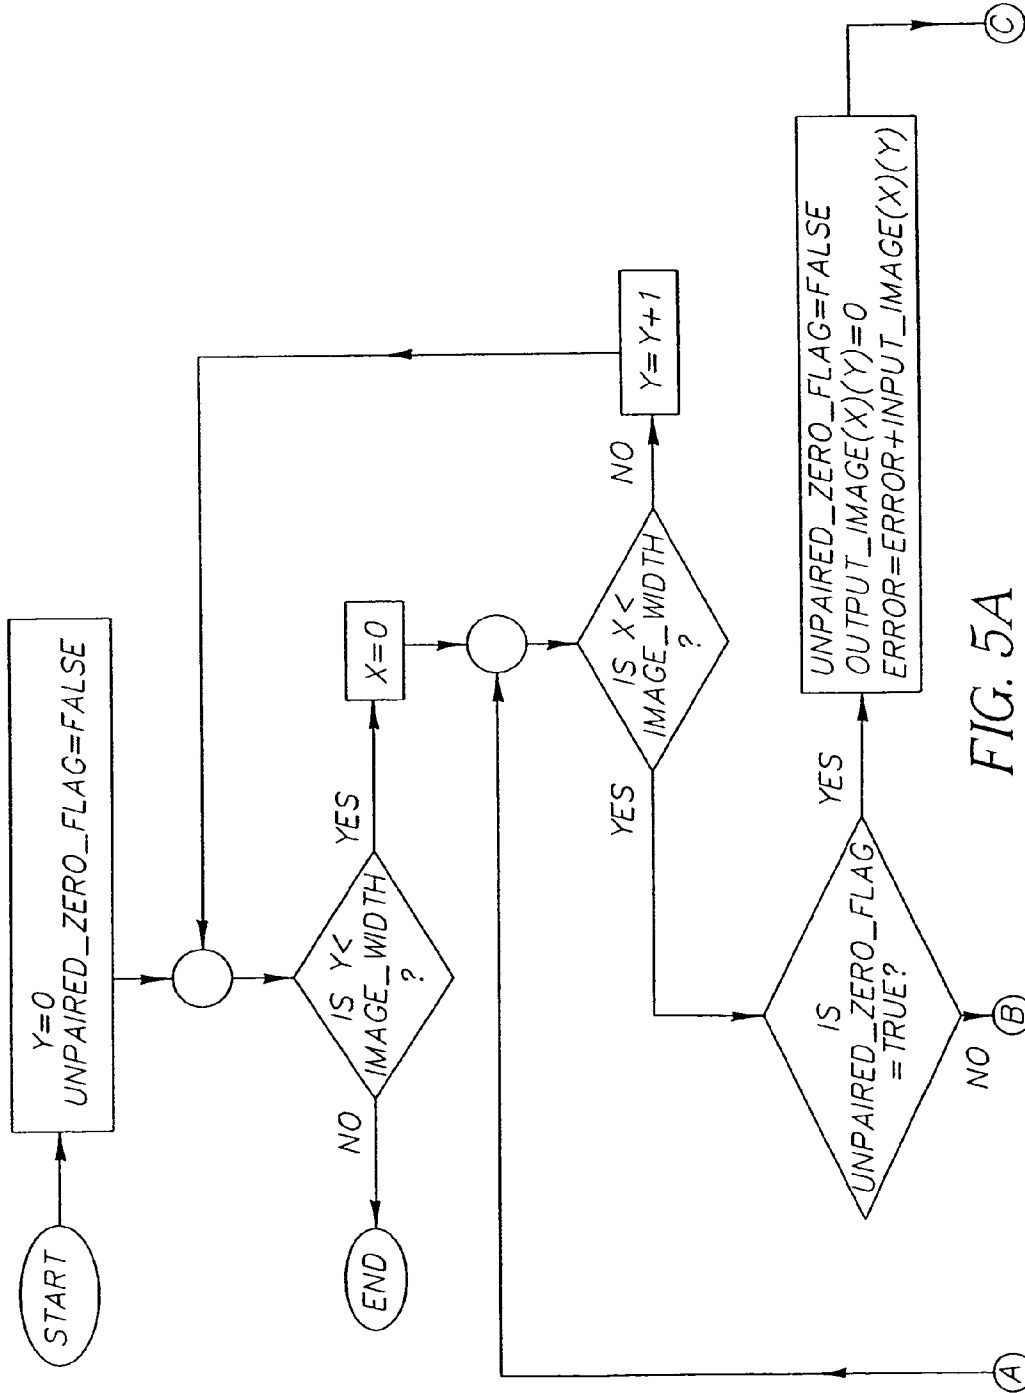 START
Y=0
UNPAIRED_ZERO_FLAG=FALSE
IS Y<
IMAGE_WIDTH
?
NO
YES
END
X=0
IS X<
IMAGE_WIDTH
?
YES
NO
Y=Y+1
IS
UNPAIRED_ZERO_FLAG
=TRUE?
YES
NO
UNPAIRED_ZERO_FLAG=FALSE
OUTPUT_IMAGE(X)(Y)=0
ERROR=ERROR+INPUT_IMAGE(X)(Y)
A
B
C
FIG. 5A